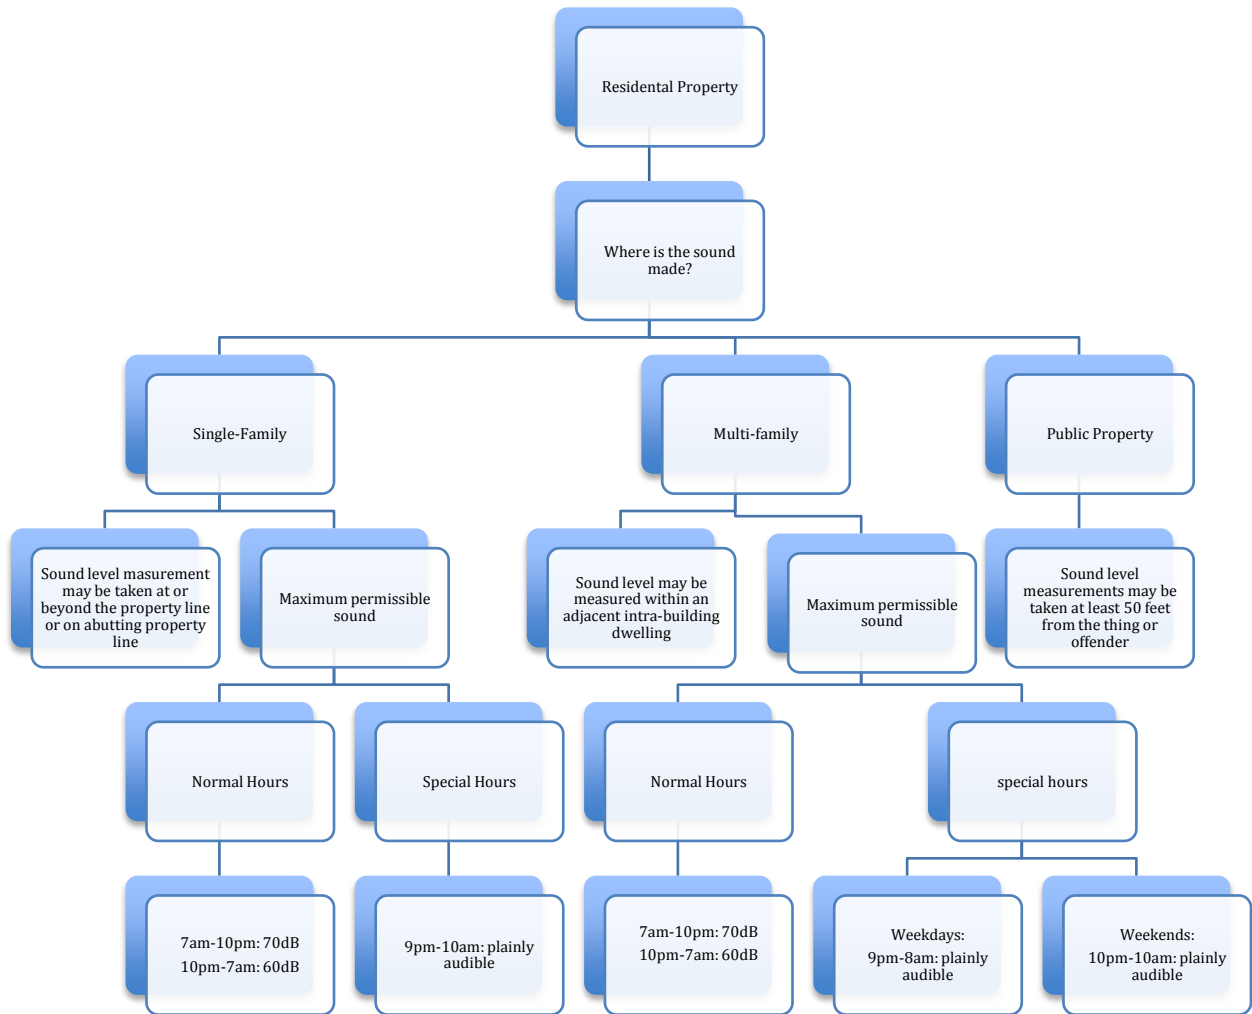 Residental Property
Where is the sound
made?
Single-Family
Multi-family
Public Property
Sound level masurement
may be taken at or
beyond the property line
or on abutting property
line
Maximum permissible
sound
Sound level may be
measured within an
adjacent intra-building
dwelling
Maximum permissible
sound
Sound level
measurements may be
taken at least 50 feet
from the thing or
offender
Normal Hours
Special Hours
Normal Hours
special hours
7am-10pm: 70dB
10pm-7am: 60dB
9pm-10am: plainly
audible
7am-10pm: 70dB
10pm-7am: 60dB
Weekdays:
9pm-8am: plainly
audible
Weekends:
10pm-10am: plainly
audible